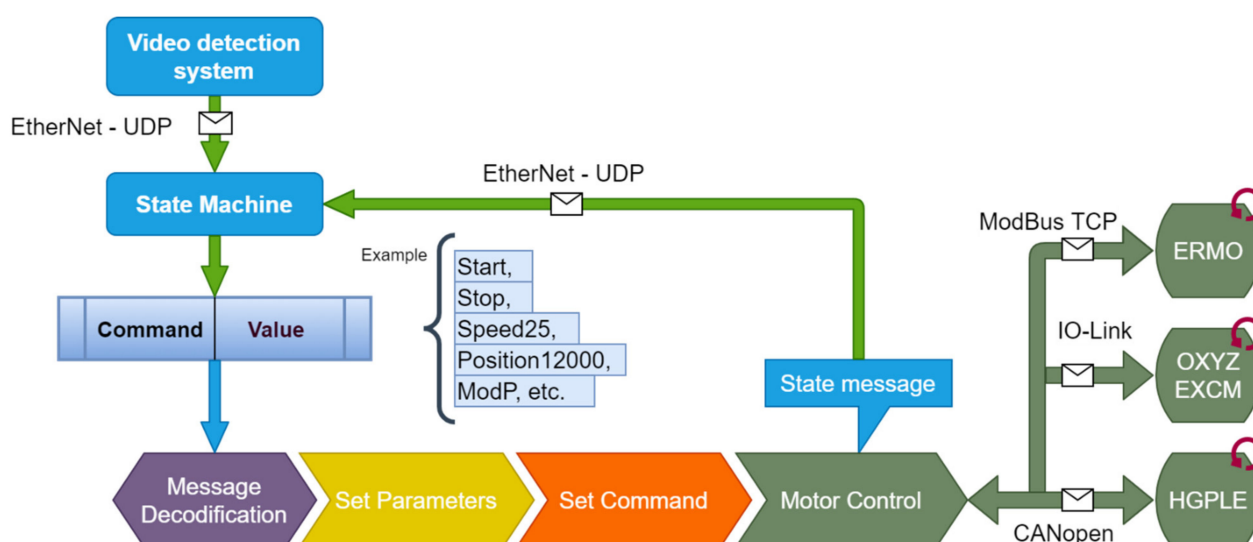 Video detection
system
EtherNet - UDP
State Machine
EtherNet - UDP
Command
Value
Example
Start,
Stop,
Speed25,
Position12000,
ModP, etc.
State message
Message
Decodification
Set Parameters
Set Command
Motor Control
ModBus TCP
ERMO
IO-Link
OXYZ
EXCM
CANopen
HGPLE